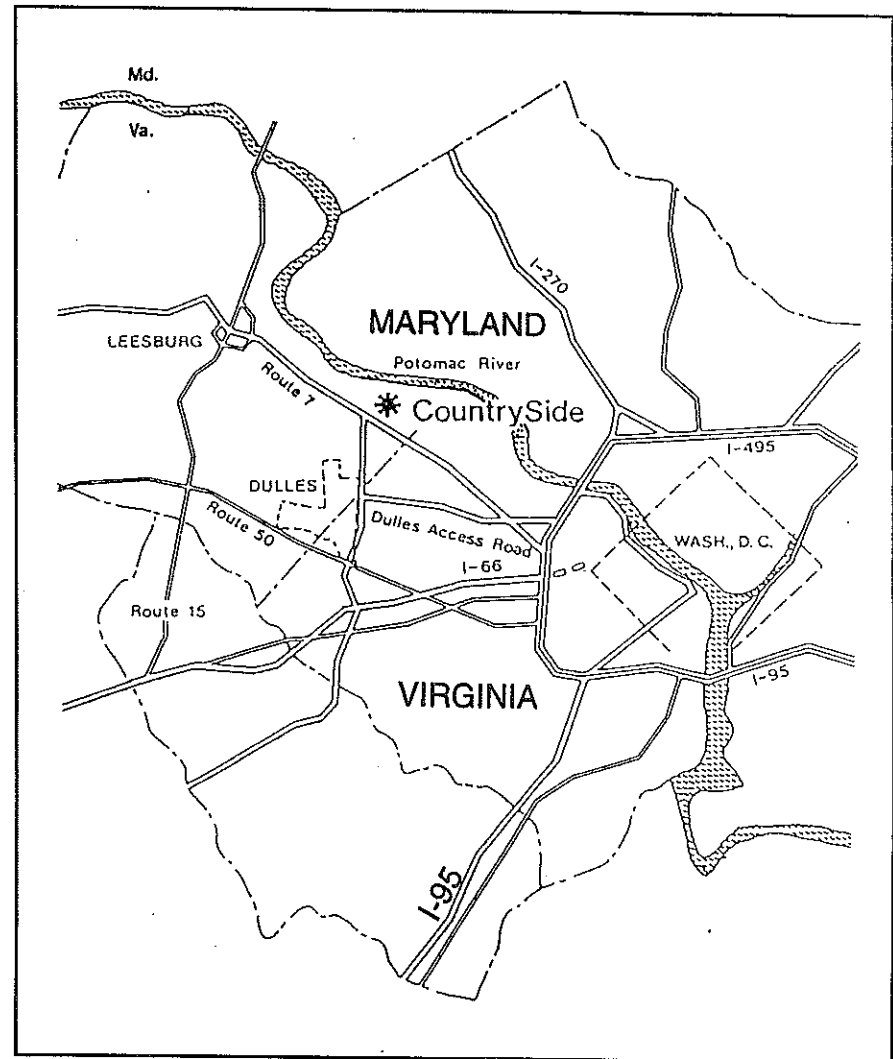 Md.
Va.
I-270
MARYLAND
LEESBURG
Potomac River
Route 7
CountrySide
I-495
DULLES
Route 50
Dulles Access Road
WASH., D. C.
I-66
Route 15
I-95
VIRGINIA
I-95